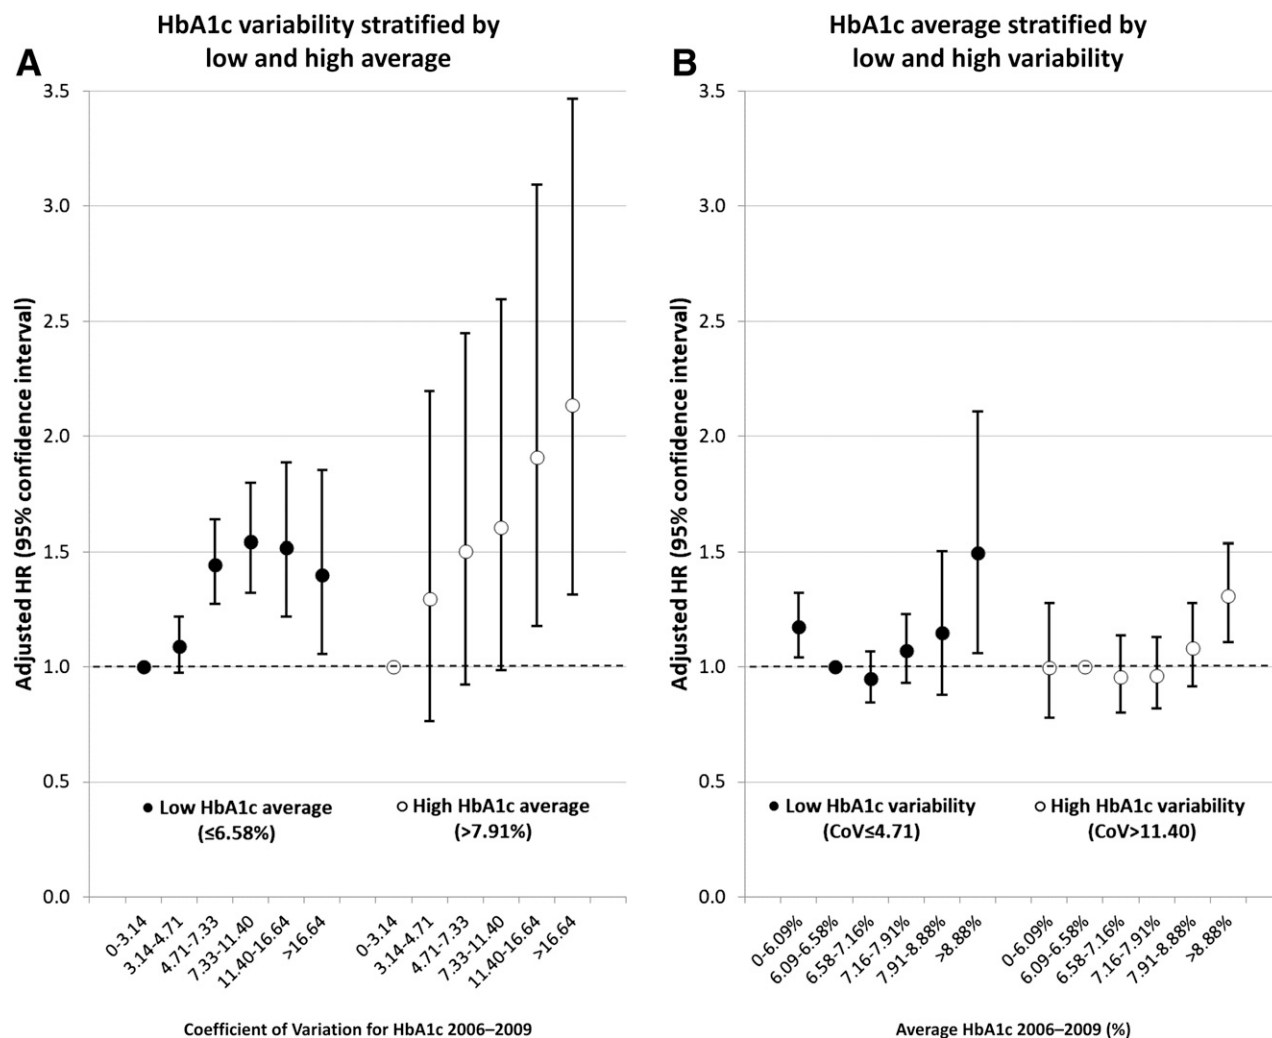 HbA1c variability stratified by
low and high average
A
Adjusted HR (95% confidence interval)
3.5
3.0
2.5
2.0
1.5
1.0
0.5
0.0
Low HbA1c average
(≤6.58%)
High HbA1c average
(>7.91%)
0-3.14
3.14-4.71
4.71-7.33
7.33-11.40
11.40-16.64
>16.64
0-3.14
3.14-4.71
4.71-7.33
7.33-11.40
11.40-16.64
>16.64
Coefficient of Variation for HbA1c 2006–2009
HbA1c average stratified by
low and high variability
B
Adjusted HR (95% confidence interval)
3.5
3.0
2.5
2.0
1.5
1.0
0.5
0.0
Low HbA1c variability
(CoV≤4.71)
High HbA1c variability
(CoV>11.40)
0-6.09%
6.09-6.58%
6.58-7.16%
7.16-7.91%
7.91-8.88%
>8.88%
0-6.09%
6.09-6.58%
6.58-7.16%
7.16-7.91%
7.91-8.88%
>8.88%
Average HbA1c 2006–2009 (%)